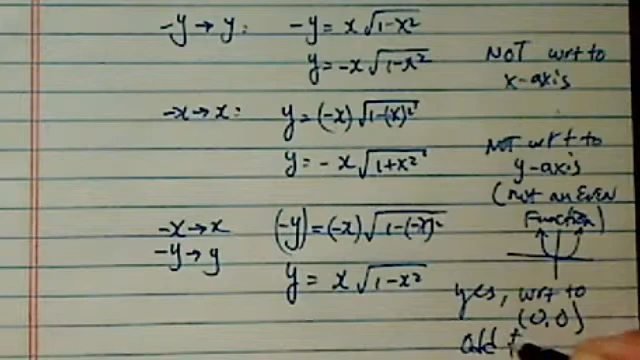 -y → y: -y = x√(1-x²)
y = -x√(1-x²)
NOT wrt to
x-axis
-x → x: y = (-x)√(1-(x)²)
y = -x√(1+x²)
NOT wrt to
y-axis
(not an EVEN
Function)
-x → x (-y) = (-x)√(1-(-x)²)
-y → y
y = x√(1-x²)
yes, wrt to
(0,0)
odd f